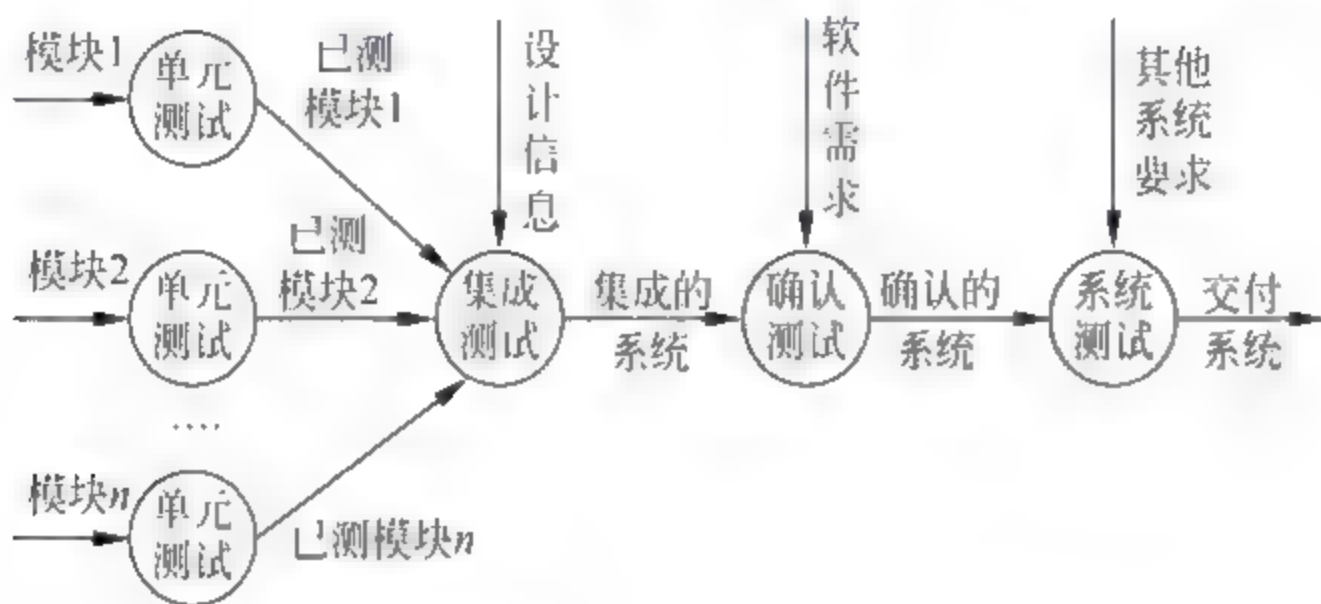 模块1
单元
测试
已测
模块1
设计信息
软件需求
其他
系统
要求
模块2
单元
测试
已测
模块2
集成
测试
集成的
系统
确认
测试
确认的
系统
系统
测试
交付
系统
....
模块n
单元
测试
已测模块n